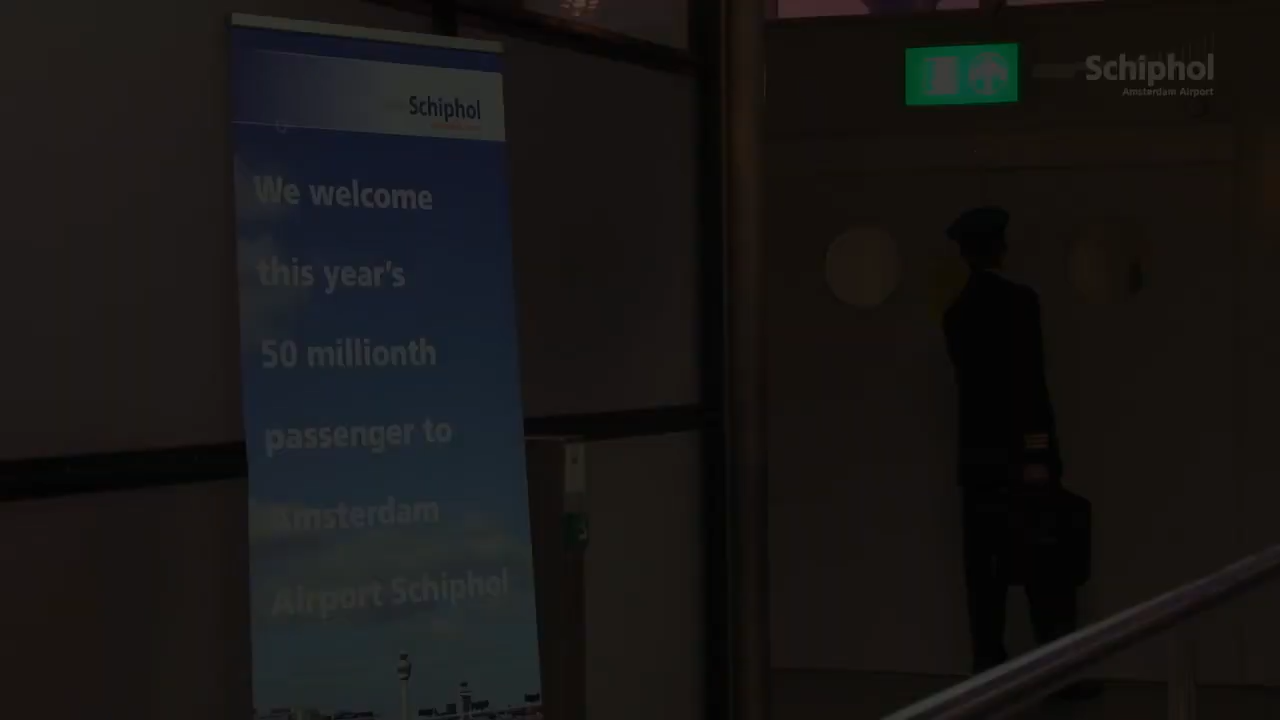 Schiphol
Amsterdam Airport
Schiphol
We welcome
this year's
50 millionth
passenger to
Amsterdam
Airport Schiphol